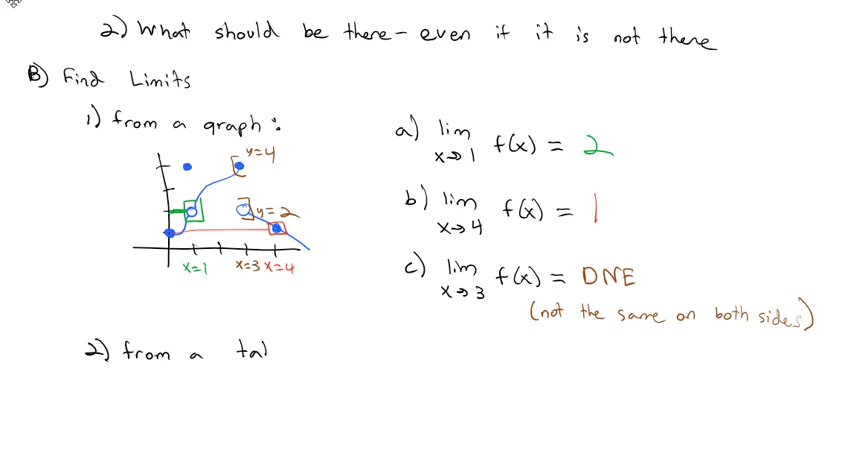 2) What should be there - even if it is not there
B) Find Limits
1) from a graph:
y=4
y=2
x=1 x=3 x=4
a) lim x→1 f(x) = 2
b) lim x→4 f(x) = 1
c) lim x→3 f(x) = DNE
(not the same on both sides)
2) from a tal